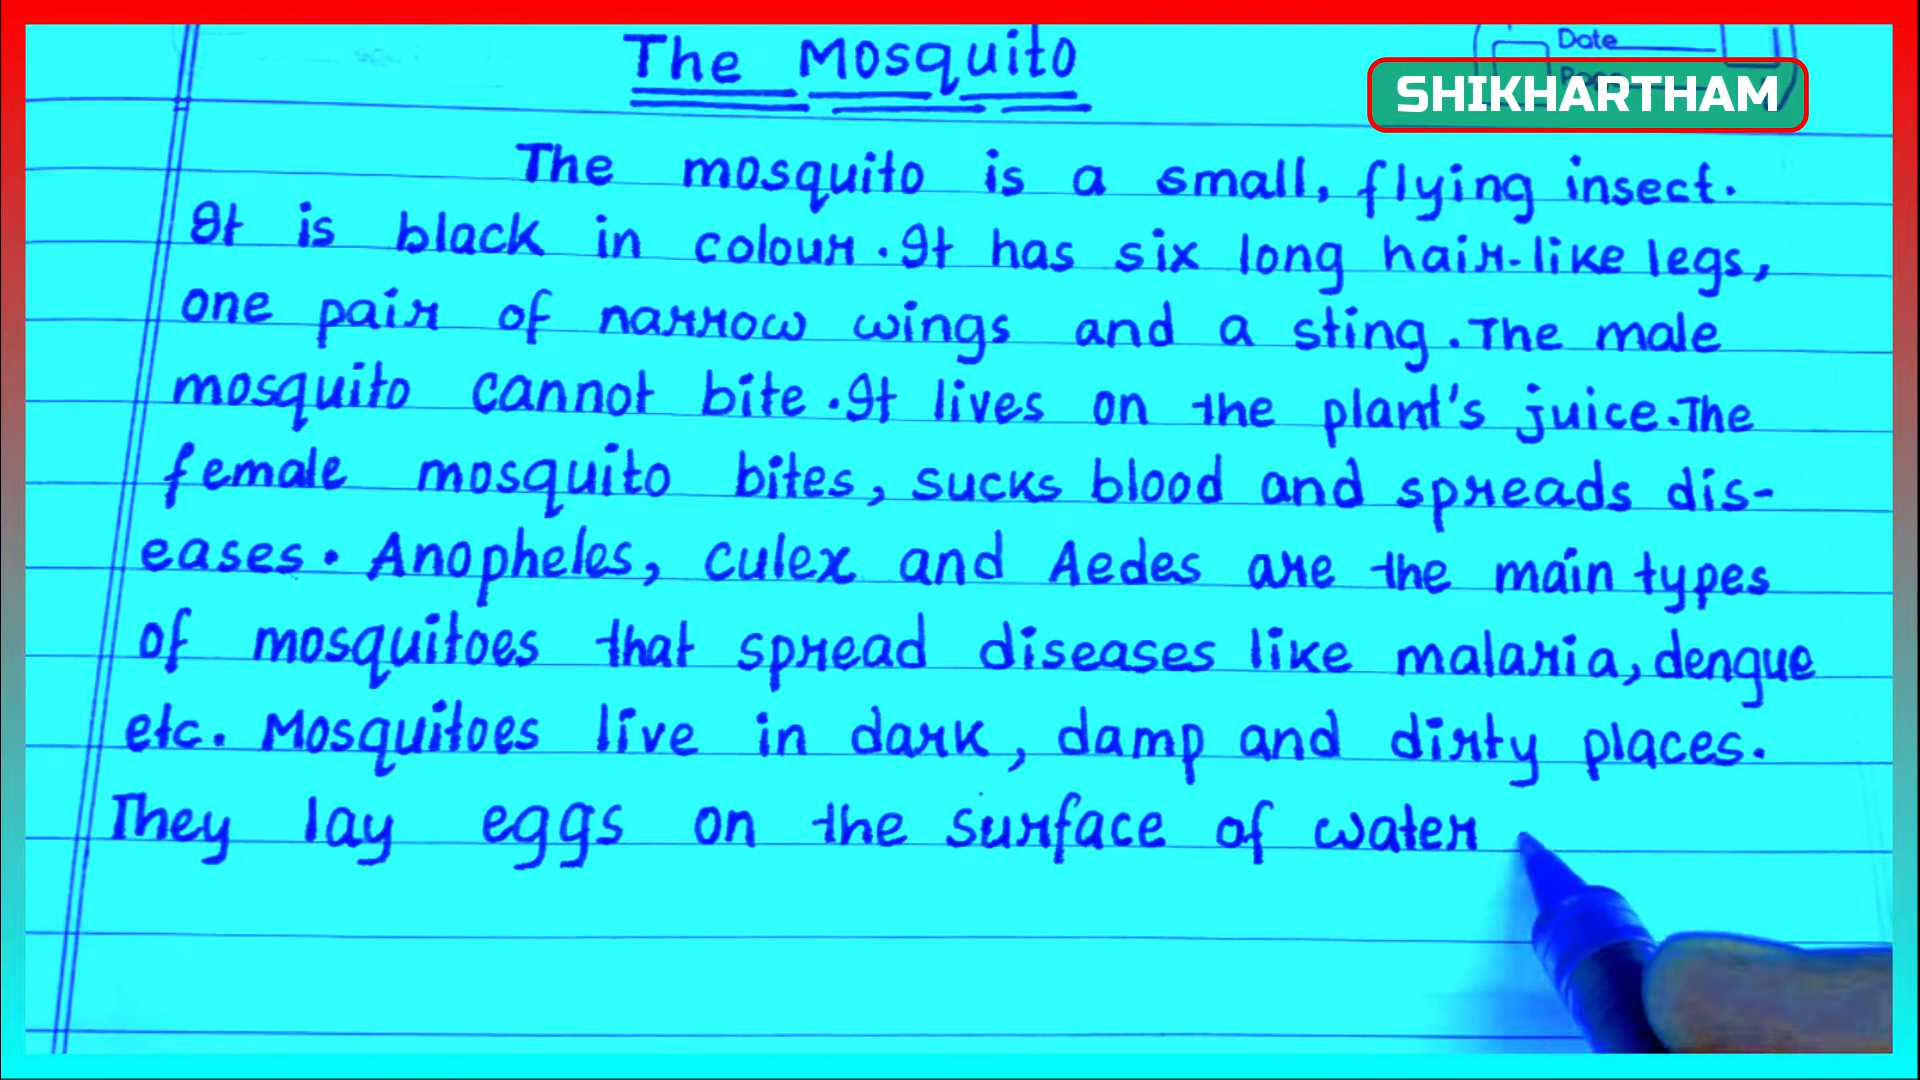 The Mosquito
Date
SHIKHARTHAM
The mosquito is a small, flying insect.
It is black in colour. It has six long hair-like legs,
one pair of narrow wings and a sting. The male
mosquito cannot bite. It lives on the plant's juice. The
female mosquito bites, sucks blood and spreads dis-
eases. Anopheles, culex and Aedes are the main types
of mosquitoes that spread diseases like malaria, dengue
etc. Mosquitoes live in dark, damp and dirty places.
They lay eggs on the surface of water